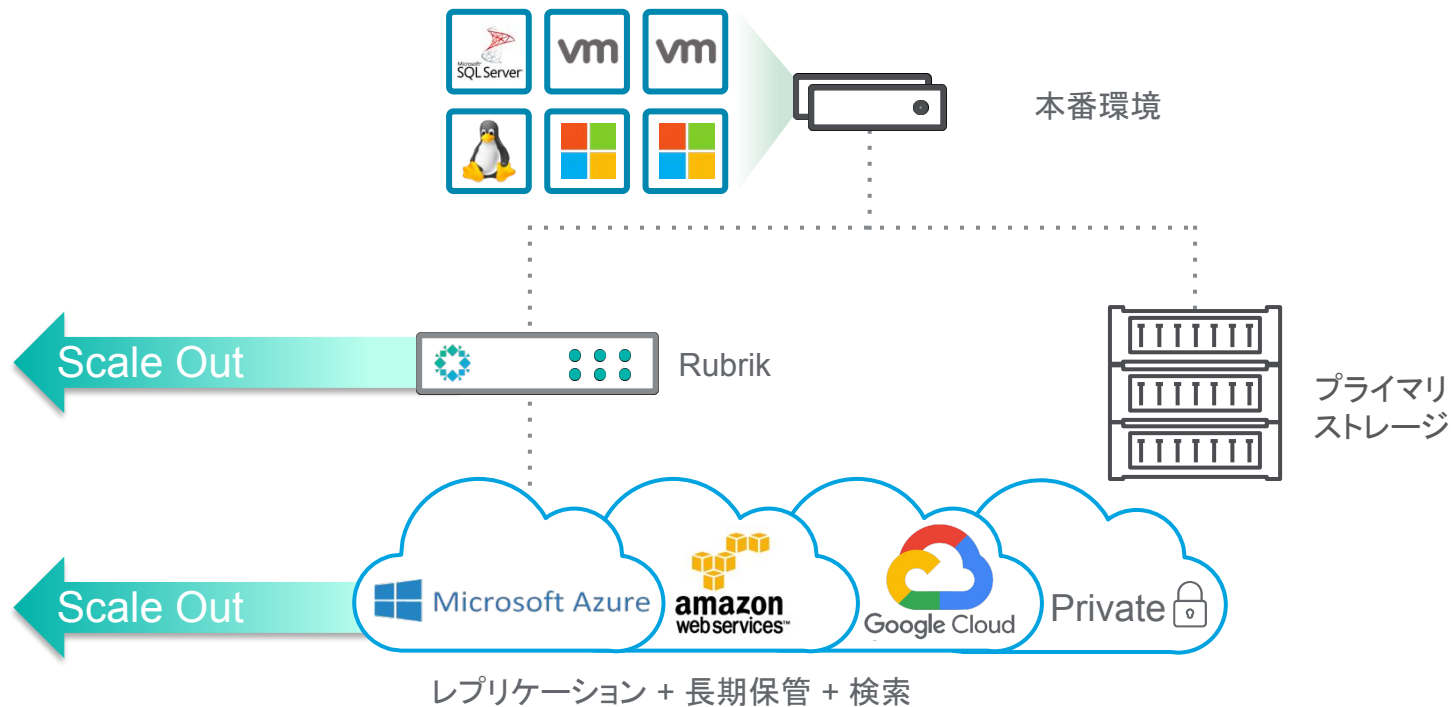 Microsoft
SQL Server
vm
vm
本番環境
Scale Out
Rubrik
プライマリ
ストレージ
Scale Out
Microsoft Azure
amazon
web services™
Google Cloud
Private
レプリケーション + 長期保管 + 検索